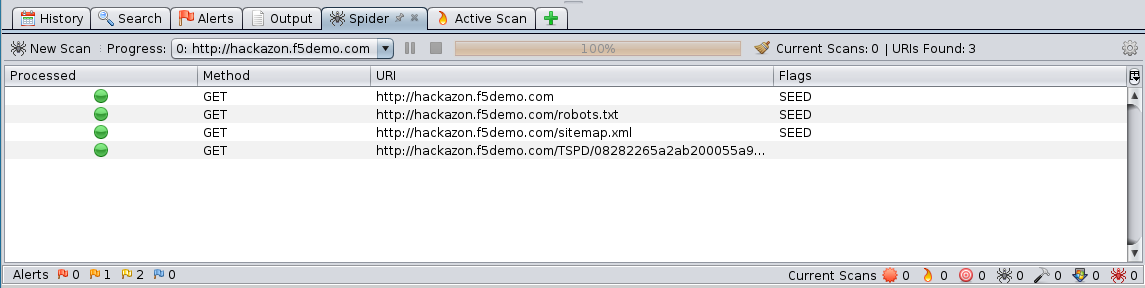 History Search Alerts Output Spider Active Scan
New Scan Progress: 0: http://hackazon.f5demo.com 100% Current Scans: 0 | URIs Found: 3
Processed Method URI Flags
GET http://hackazon.f5demo.com SEED
GET http://hackazon.f5demo.com/robots.txt SEED
GET http://hackazon.f5demo.com/sitemap.xml SEED
GET http://hackazon.f5demo.com/TSPD/08282265a2ab200055a9...
Alerts 0 1 2 0 Current Scans 0 0 0 0 0 0 0